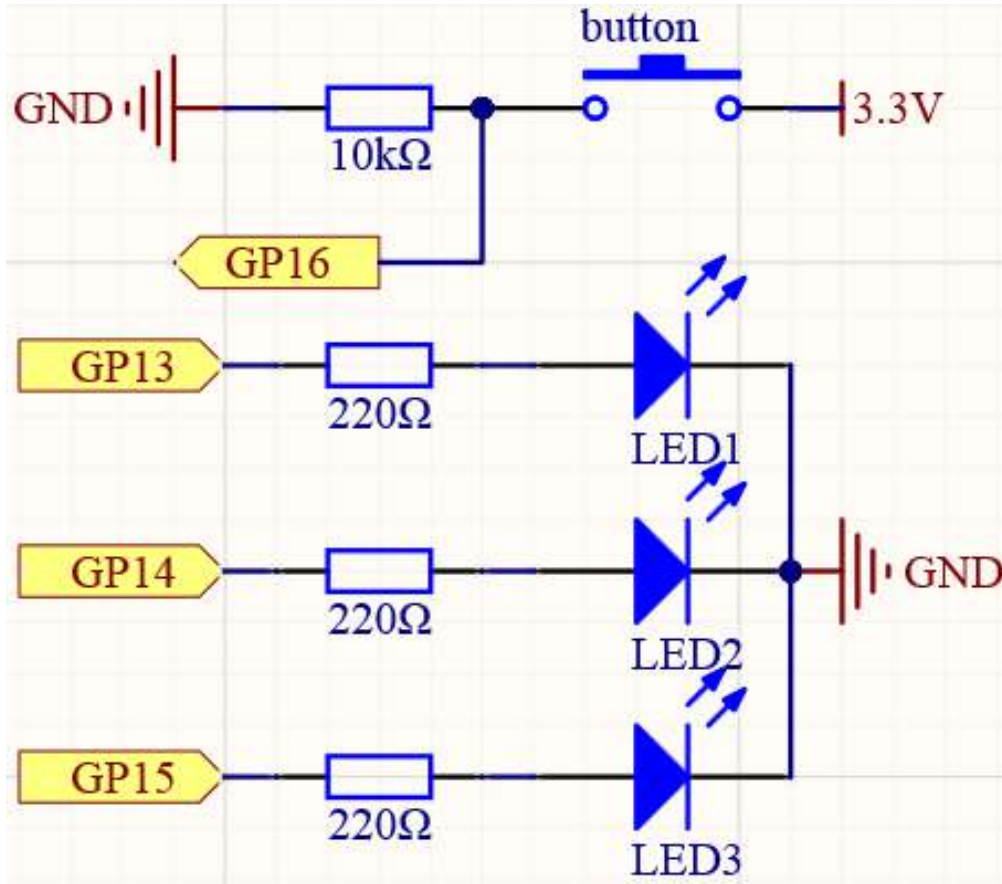 button
GND
3.3V
10kΩ
GP16
GP13
220Ω
LED1
GP14
GND
220Ω
LED2
GP15
220Ω
LED3